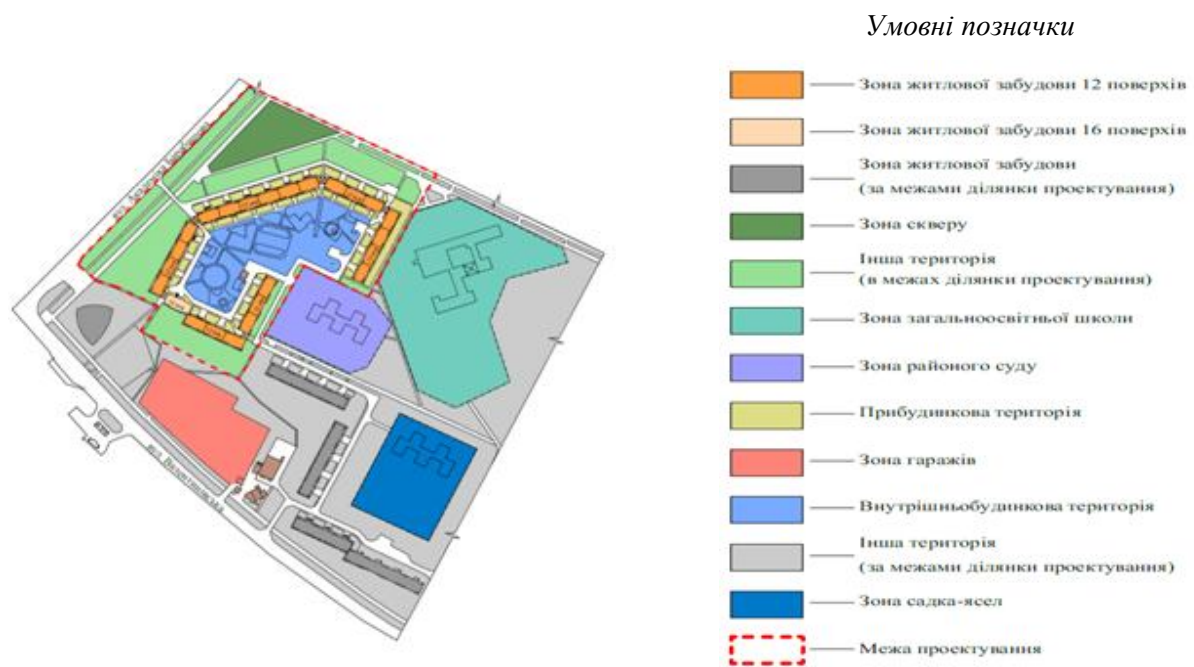 Умовні позначки
Зона житлової забудови 12 поверхів
Зона житлової забудови 16 поверхів
Зона житлової забудови
(за межами ділянки проектування)
Зона скверу
Інша територія
(в межах ділянки проектування)
Зона загальноосвітньої школи
Зона районого суду
Прибудинкова територія
Зона гаражів
Внутрішньобудинкова територія
Інша територія
(за межами ділянки проектування)
Зона садка-ясел
Межа проектування
вул. Валентинівська